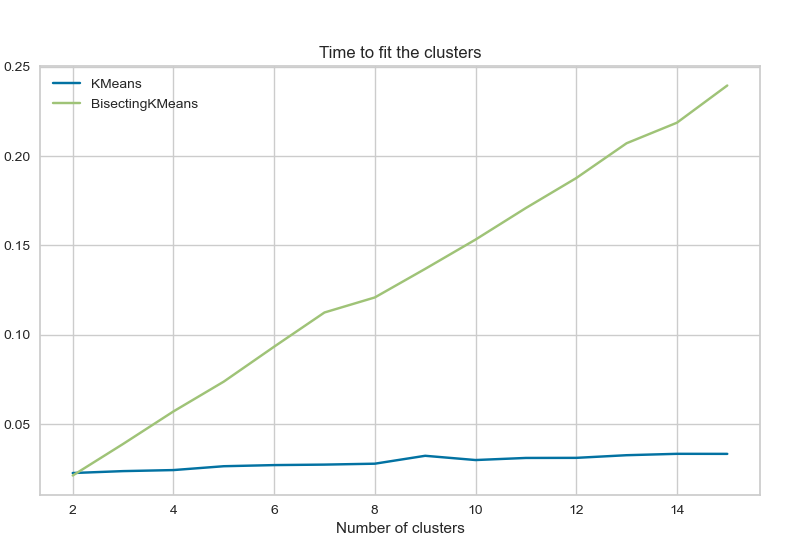 Time to fit the clusters
KMeans
BisectingKMeans
0.25
0.20
0.15
0.10
0.05
2 4 6 8 10 12 14
Number of clusters